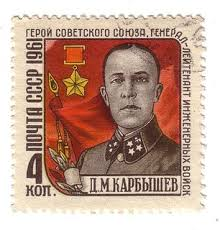 ГЕРОЙ СОВЕТСКОГО СОЮЗА, ГЕНЕРАЛ-ЛЕЙТЕНАНТ ИНЖЕНЕРНЫХ ВОЙСК
ПОЧТА СССР 1961
4
КОП.
Д.М.КАРБЫШЕВ